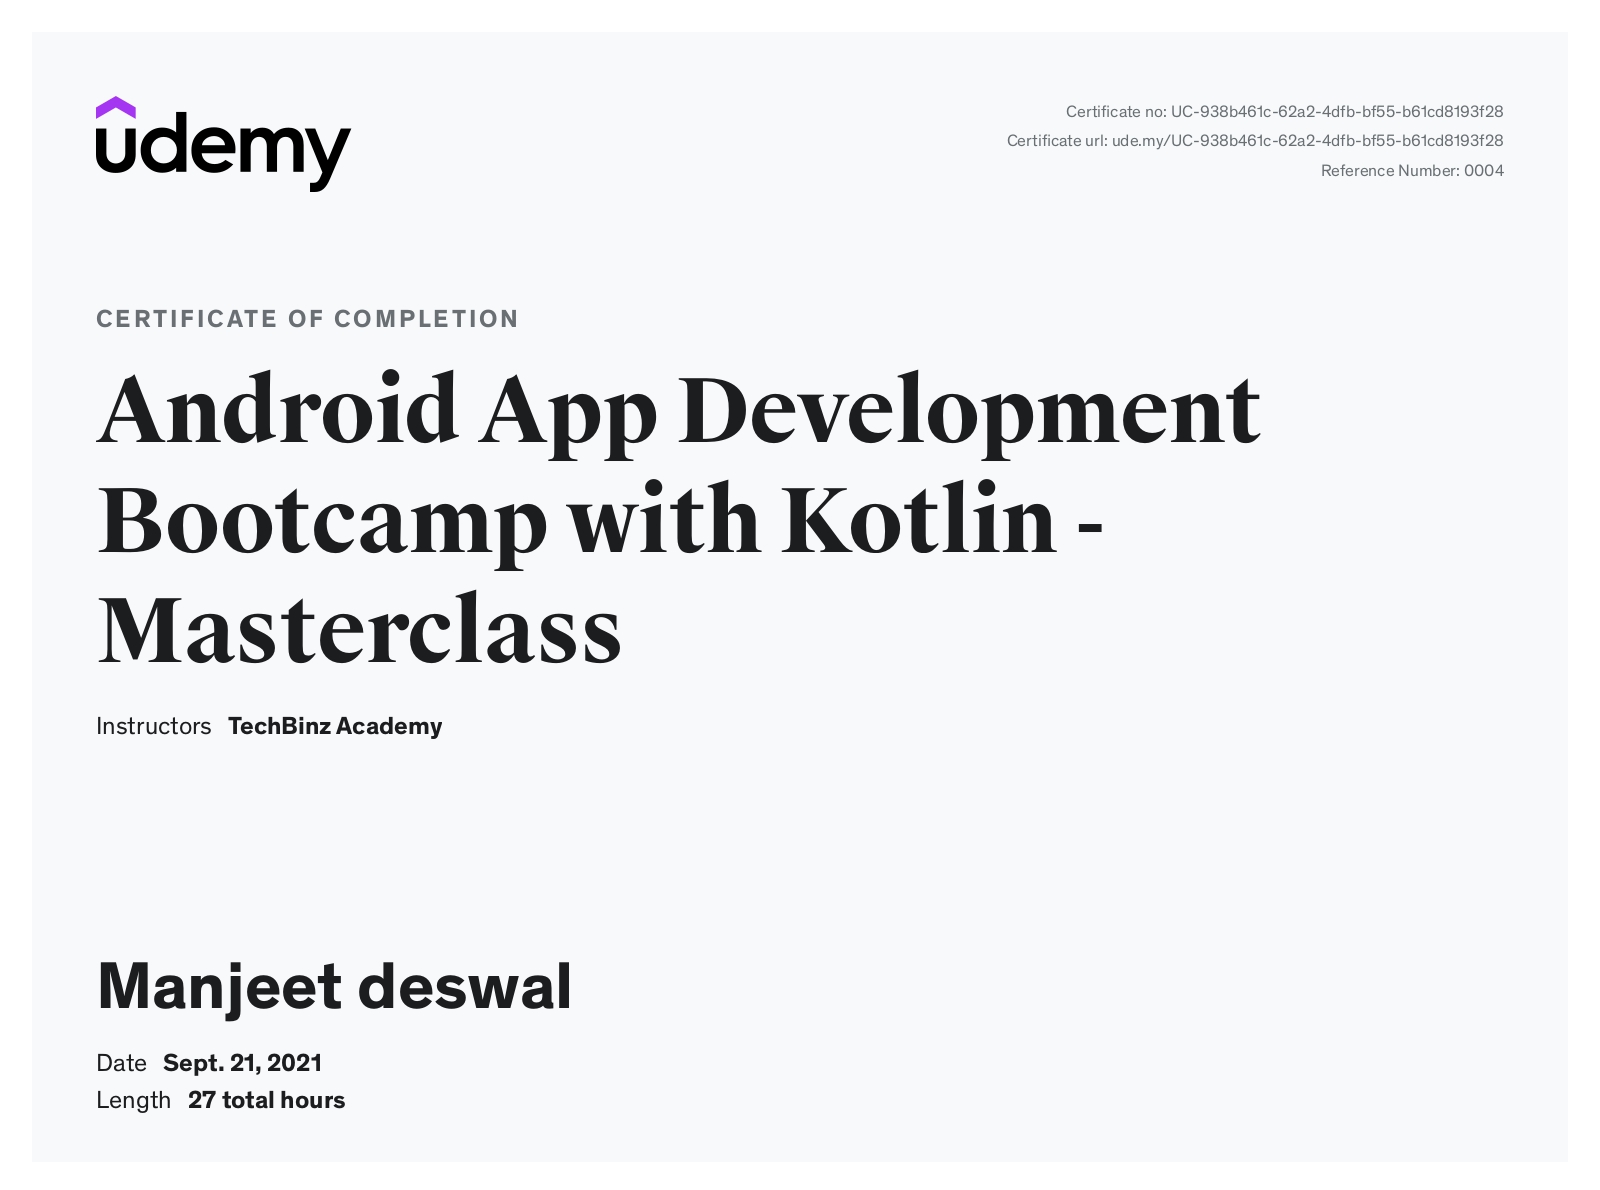 udemy
Certificate no: UC-938b461c-62a2-4dfb-bf55-b61cd8193f28
Certificate url: ude.my/UC-938b461c-62a2-4dfb-bf55-b61cd8193f28
Reference Number: 0004
CERTIFICATE OF COMPLETION
Android App Development
Bootcamp with Kotlin -
Masterclass
Instructors TechBinz Academy
Manjeet deswal
Date Sept. 21, 2021
Length 27 total hours